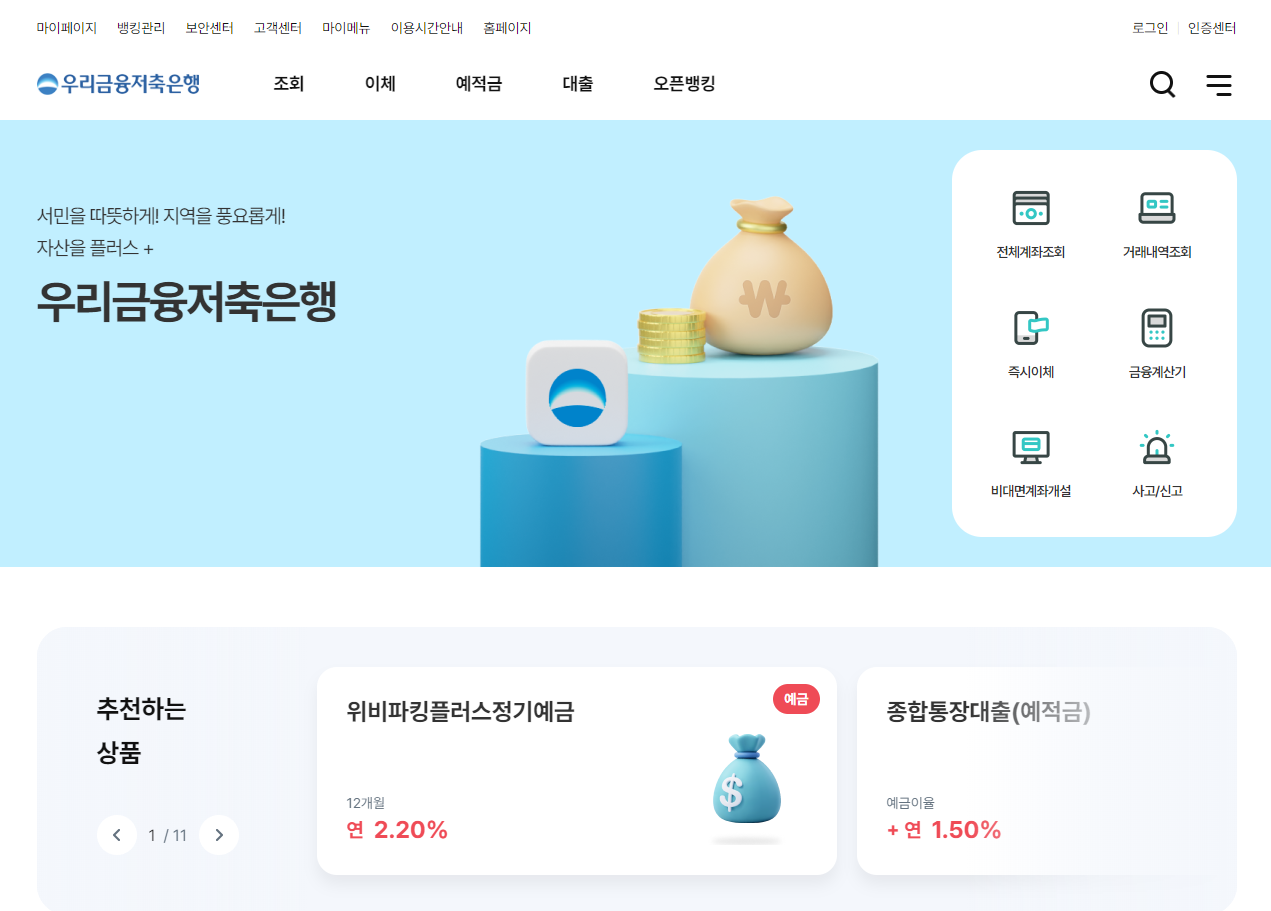 마이페이지 뱅킹관리 보안센터 고객센터 마이메뉴 이용시간안내 홈페이지 로그인 인증센터
우리금융저축은행 조회 이체 예적금 대출 오픈뱅킹
서민을 따뜻하게! 지역을 풍요롭게!
자산을 플러스 +
우리금융저축은행
₩
전체계좌조회 거래내역조회
즉시이체 금융계산기
비대면계좌개설 사고/신고
추천하는
상품
1 / 11
예금
위비파킹플러스정기예금
$
12개월
연 2.20%
종합통장대출(예적금)
예금이율
+ 연 1.50%